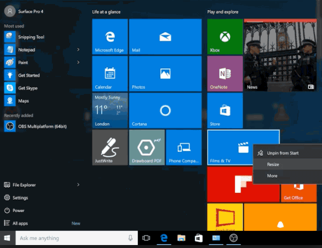 Surface Pro 4
Most used
Snipping Tool
Notepad
Paint
Get Started
Get Skype
Maps
Recently added
OBS Multiplatform (64bit)
File Explorer
Settings
Power
All apps
New
Life at a glance
Microsoft Edge
Mail
Calendar
Photos
Mostly Sunny
11°
London
Cortana
Drawboard PDF
Phone Compa...
Play and explore
Xbox
News
OneNote
Store
Films & TV
Unpin from Start
Resize
More
Get Office
Ask me anything